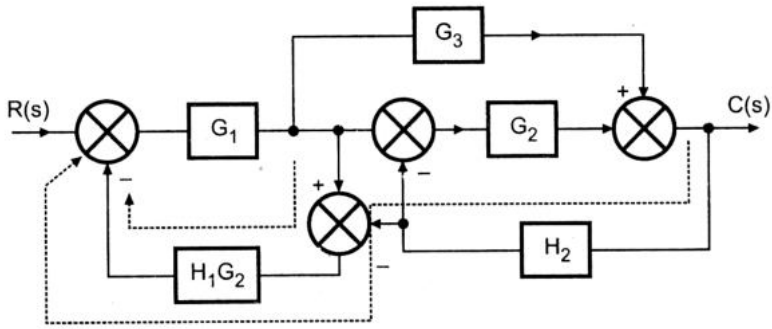 G₃
R(s)
+
C(s)
G₁
G₂
−
+
−
H₁G₂
−
H₂